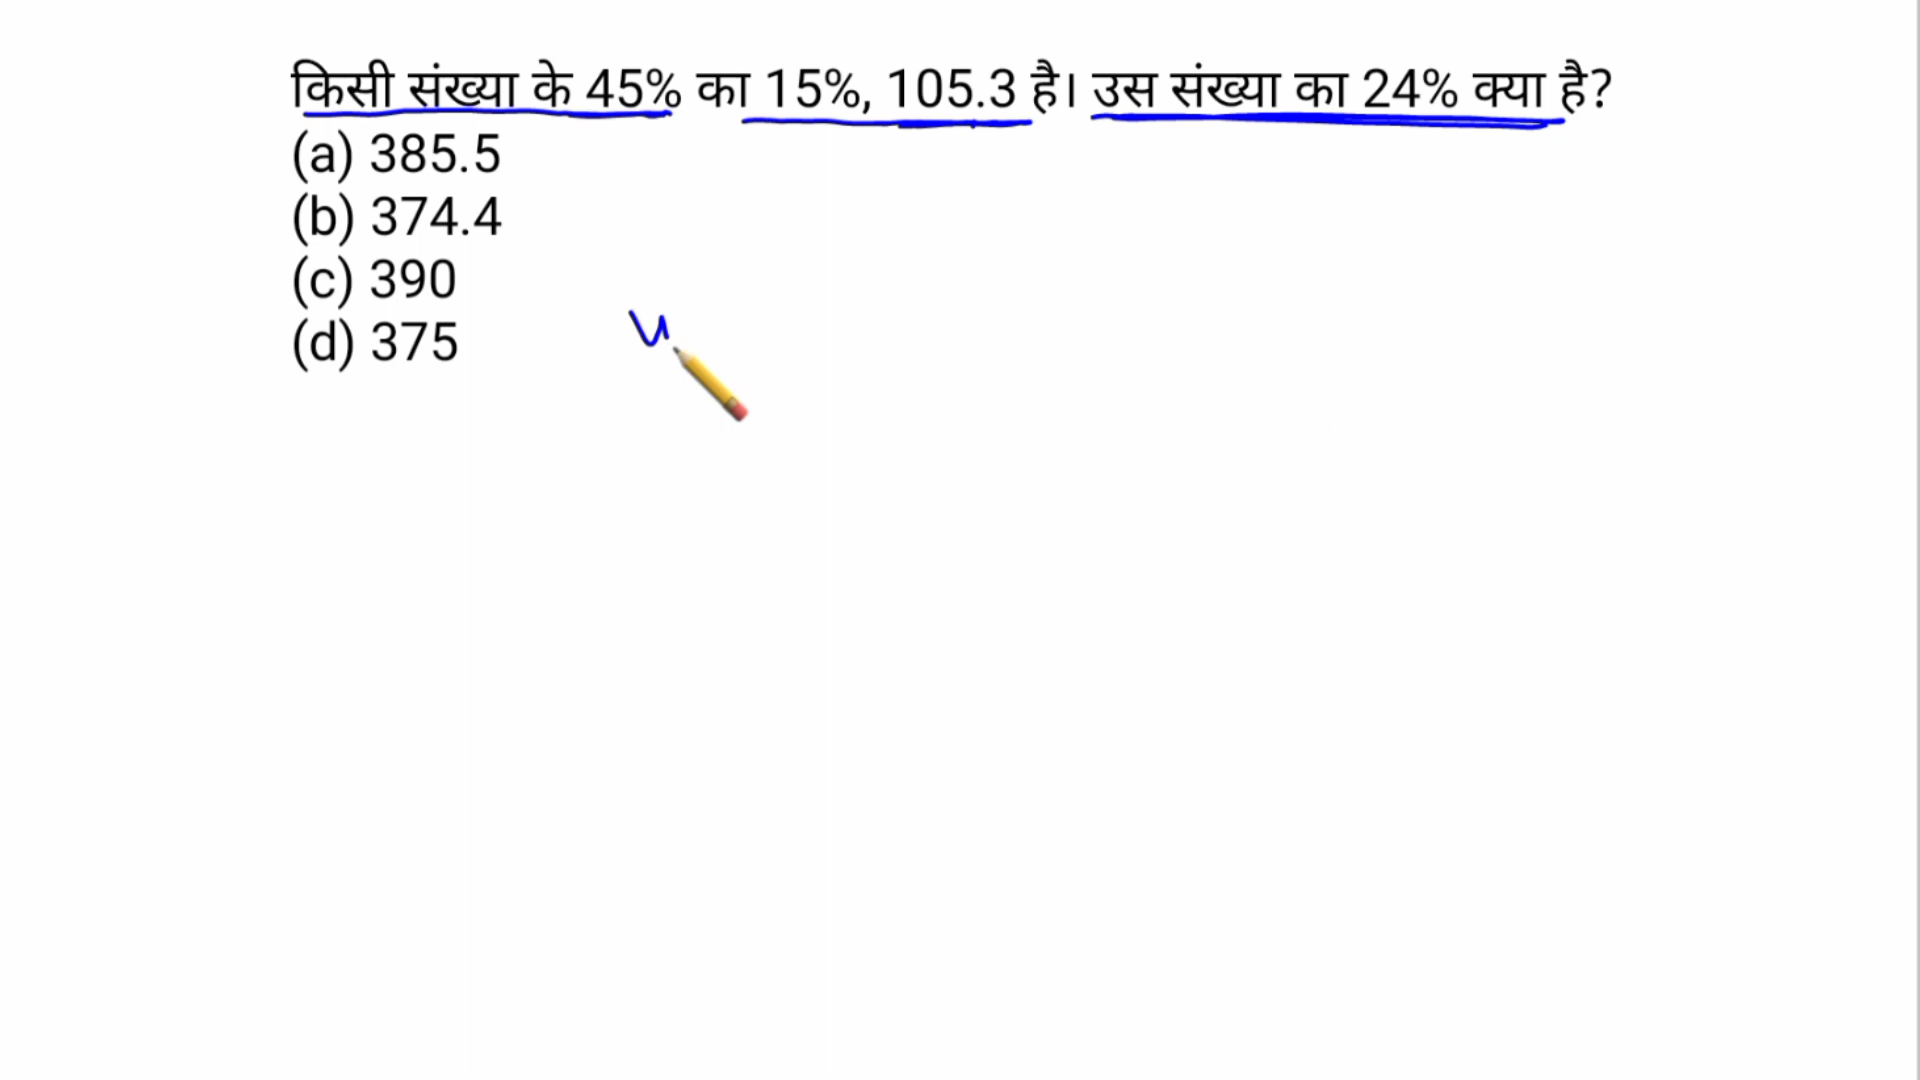 किसी संख्या के 45% का 15%, 105.3 है। उस संख्या का 24% क्या है?
(a) 385.5
(b) 374.4
(c) 390
(d) 375